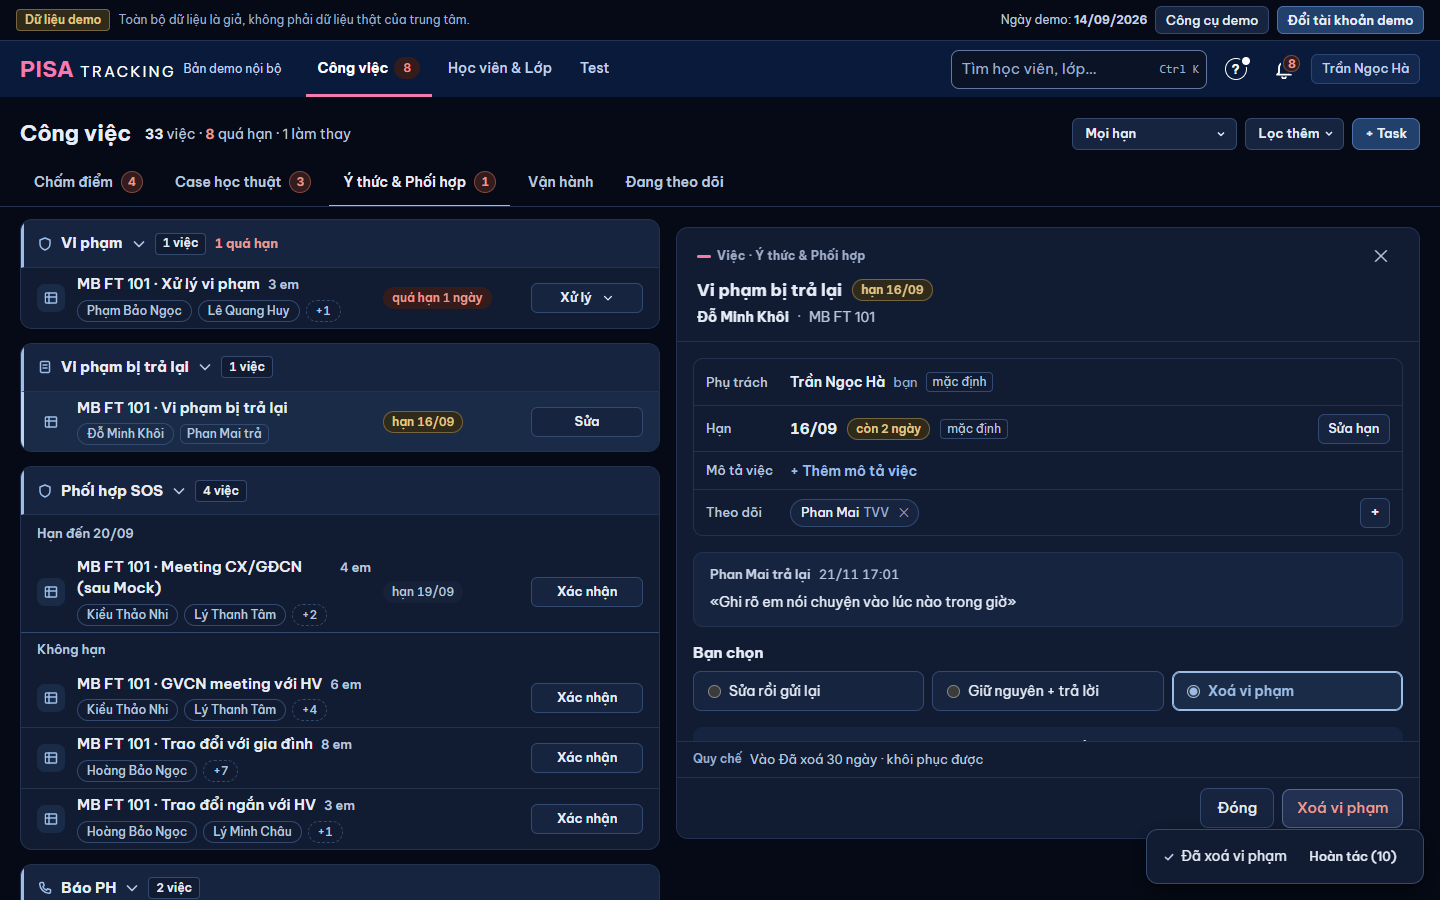 Dữ liệu demo Toàn bộ dữ liệu là giả, không phải dữ liệu thật của trung tâm. Ngày demo: 14/09/2026 Công cụ demo Đổi tài khoản demo
PISA TRACKING Bản demo nội bộ Công việc 8 Học viên & Lớp Test Tìm học viên, lớp... Ctrl K ? 8 Trần Ngọc Hà
Công việc 33 việc · 8 quá hạn · 1 làm thay Mọi hạn Lọc thêm + Task
Chấm điểm 4 Case học thuật 3 Ý thức & Phối hợp 1 Vận hành Đang theo dõi
Vi phạm 1 việc 1 quá hạn
MB FT 101 · Xử lý vi phạm 3 em
Phạm Bảo Ngọc Lê Quang Huy +1
quá hạn 1 ngày Xử lý
Vi phạm bị trả lại 1 việc
MB FT 101 · Vi phạm bị trả lại
Đỗ Minh Khôi Phan Mai trả
hạn 16/09 Sửa
Phối hợp SOS 4 việc
Hạn đến 20/09
MB FT 101 · Meeting CX/GĐCN 4 em
(sau Mock)
Kiều Thảo Nhi Lý Thanh Tâm +2
hạn 19/09 Xác nhận
Không hạn
MB FT 101 · GVCN meeting với HV 6 em
Kiều Thảo Nhi Lý Thanh Tâm +4
Xác nhận
MB FT 101 · Trao đổi với gia đình 8 em
Hoàng Bảo Ngọc +7
Xác nhận
MB FT 101 · Trao đổi ngắn với HV 3 em
Hoàng Bảo Ngọc Lý Minh Châu +1
Xác nhận
Báo PH 2 việc
Việc · Ý thức & Phối hợp
Vi phạm bị trả lại hạn 16/09
Đỗ Minh Khôi · MB FT 101
Phụ trách Trần Ngọc Hà bạn mặc định
Hạn 16/09 còn 2 ngày mặc định Sửa hạn
Mô tả việc + Thêm mô tả việc
Theo dõi Phan Mai TVV +
Phan Mai trả lại 21/11 17:01
«Ghi rõ em nói chuyện vào lúc nào trong giờ»
Bạn chọn
Sửa rồi gửi lại Giữ nguyên + trả lời Xoá vi phạm
Quy chế Vào Đã xoá 30 ngày · khôi phục được
Đóng Xoá vi phạm
Đã xoá vi phạm Hoàn tác (10)